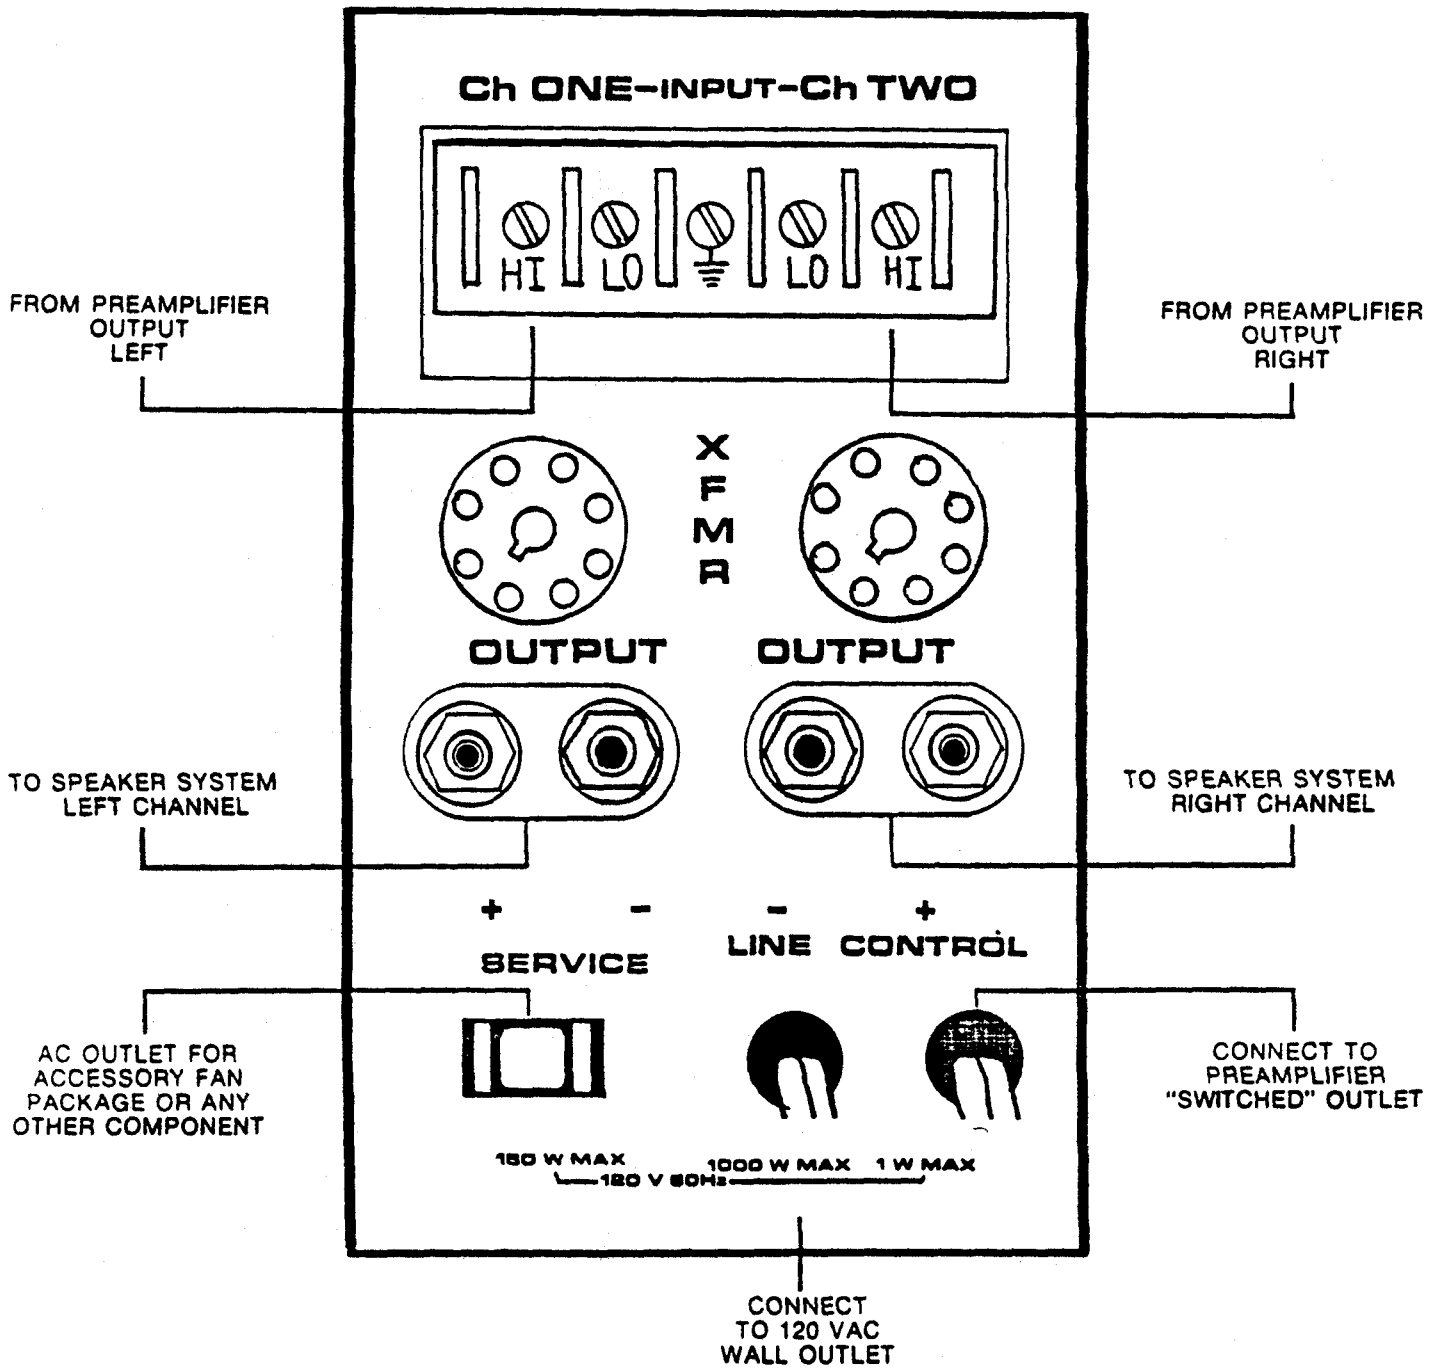 Ch ONE-INPUT-Ch TWO
HI LO LO HI
FROM PREAMPLIFIER
OUTPUT
LEFT
FROM PREAMPLIFIER
OUTPUT
RIGHT
X
F
M
R
OUTPUT OUTPUT
TO SPEAKER SYSTEM
LEFT CHANNEL
TO SPEAKER SYSTEM
RIGHT CHANNEL
+ - - +
SERVICE
LINE CONTROL
AC OUTLET FOR
ACCESSORY FAN
PACKAGE OR ANY
OTHER COMPONENT
CONNECT TO
PREAMPLIFIER
"SWITCHED" OUTLET
150 W MAX 1000 W MAX 1 W MAX
120 V 60Hz
CONNECT
TO 120 VAC
WALL OUTLET